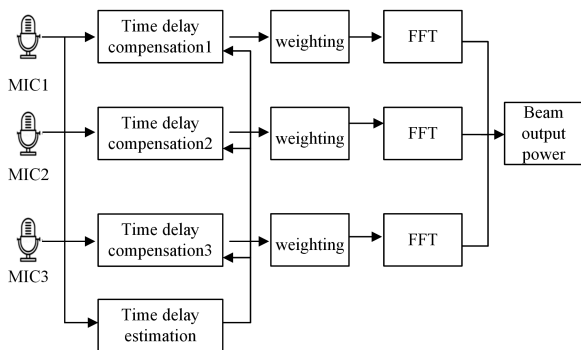 Time delay
compensation1
weighting
FFT
MIC1
Time delay
compensation2
weighting
FFT
Beam
output
power
MIC2
Time delay
compensation3
weighting
FFT
MIC3
Time delay
estimation